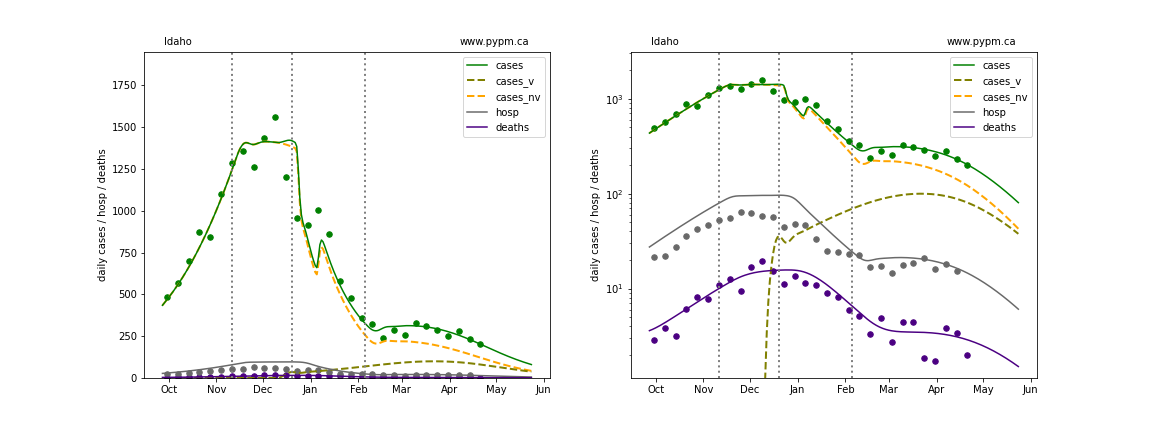 Idaho www.pypm.ca
cases
cases_v
cases_nv
hosp
deaths
daily cases / hosp / deaths
1750
1500
1250
1000
750
500
250
0
Oct Nov Dec Jan Feb Mar Apr May Jun
Idaho www.pypm.ca
cases
cases_v
cases_nv
hosp
deaths
daily cases / hosp / deaths
10³
10²
10¹
Oct Nov Dec Jan Feb Mar Apr May Jun